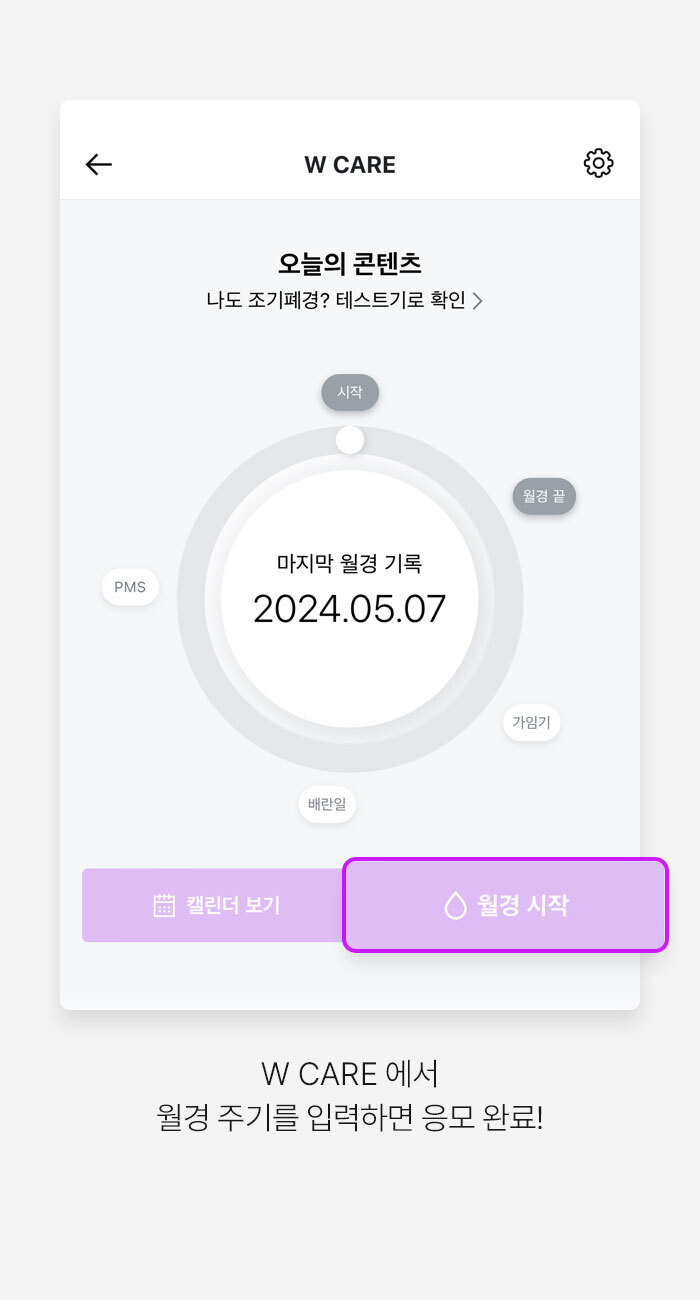 W CARE
오늘의 콘텐츠
나도 조기폐경? 테스트기로 확인 >
시작
월경 끝
마지막 월경 기록
2024.05.07
PMS
가임기
배란일
캘린더 보기
월경 시작
W CARE 에서
월경 주기를 입력하면 응모 완료!